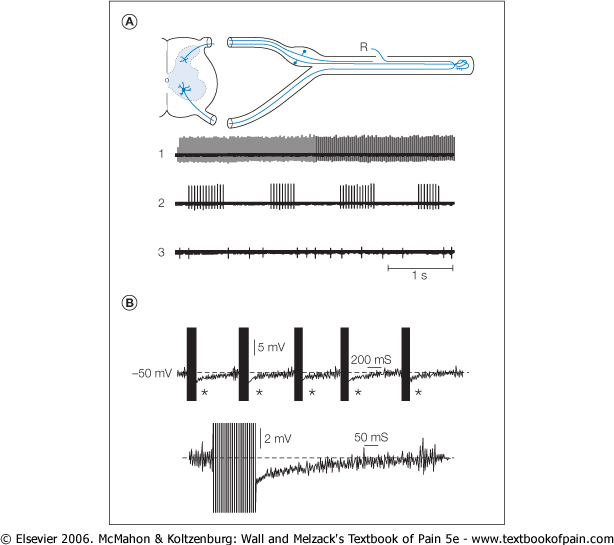 A
R
1
2
3
1 s
B
5 mV
200 mS
–50 mV
* * * * *
2 mV
50 mS
© Elsevier 2006. McMahon & Koltzenburg: Wall and Melzack's Textbook of Pain 5e - www.textbookofpain.com